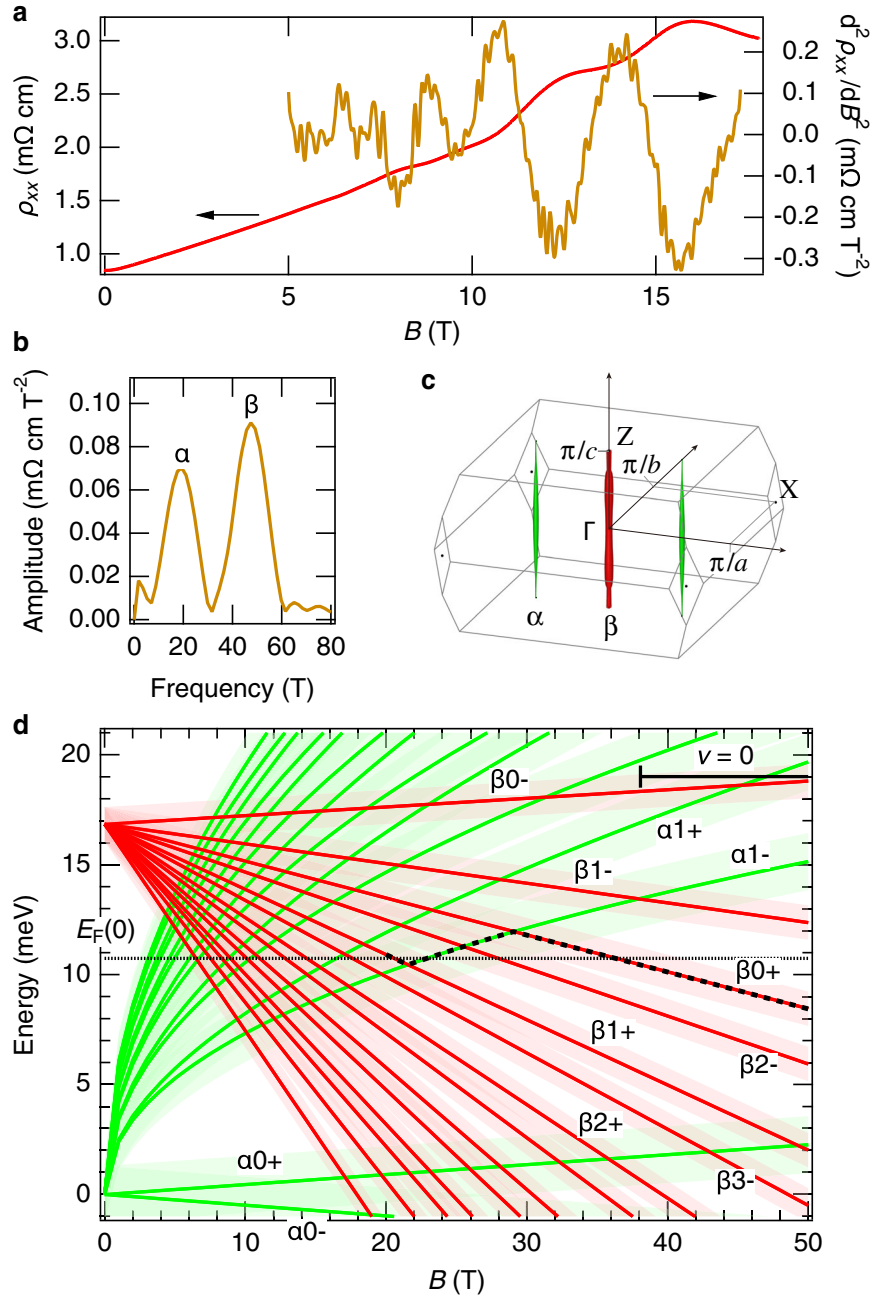 a
3.0
2.5
2.0
1.5
1.0
ρxx (mΩ cm)
0.2
0.1
0.0
-0.1
-0.2
-0.3
d² ρxx/dB² (mΩ cm T⁻²)
0 5 10 15
B (T)
b
0.10
0.08
0.06
0.04
0.02
0.00
Amplitude (mΩ cm T⁻²)
α
β
0 20 40 60 80
Frequency (T)
c
Z
π/c
π/b
X
Γ
π/a
α
β
d
20
15
10
5
0
Energy (meV)
EF(0)
ν = 0
β0-
α1+
α1-
β1-
β0+
β1+
β2-
β2+
β3-
α0+
α0-
0 10 20 30 40 50
B (T)